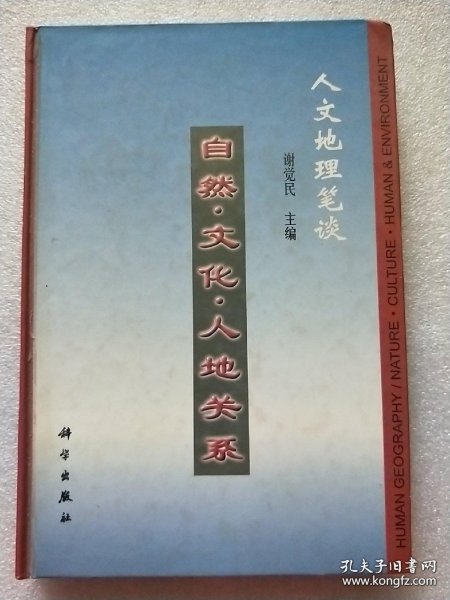 人文地理笔谈
谢觉民 主编
自然·文化·人地关系
科学出版社
HUMAN GEOGRAPHY / NATURE · CULTURE · HUMAN & ENVIRONMENT
孔夫子旧书网
www.kongfz.com